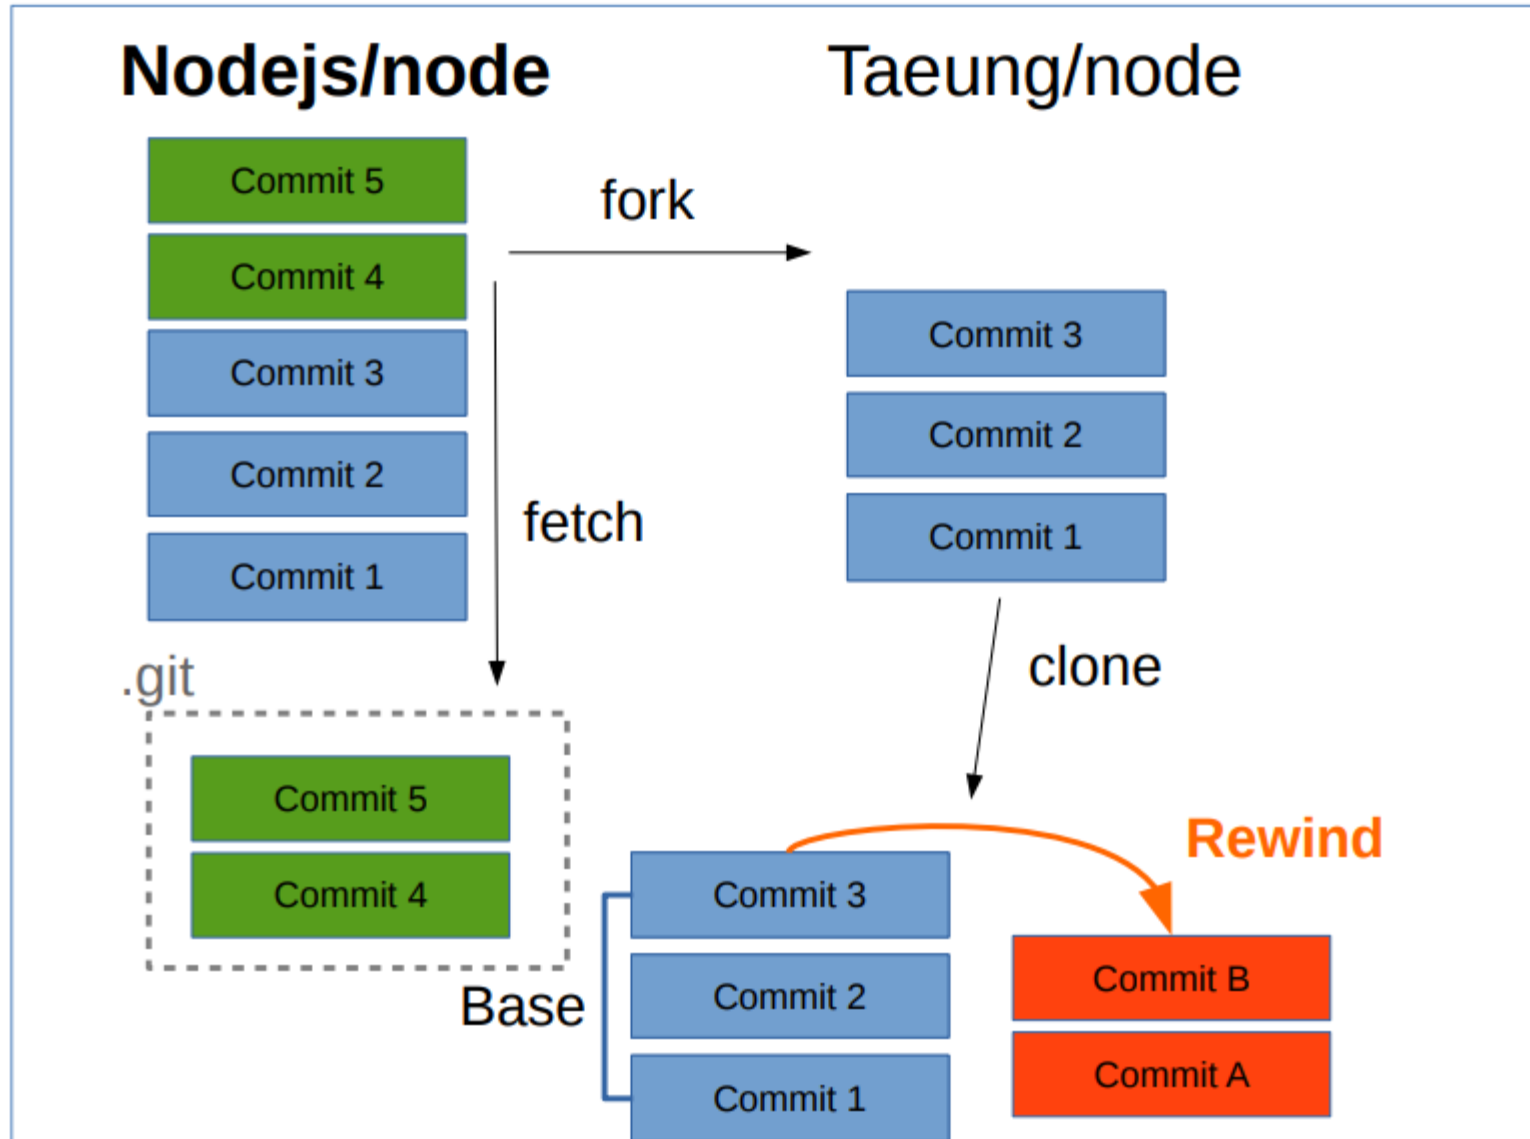 Nodejs/node
Taeung/node
Commit 5
Commit 4
Commit 3
Commit 2
Commit 1
fork
fetch
Commit 3
Commit 2
Commit 1
clone
.git
Commit 5
Commit 4
Base
Commit 3
Commit 2
Commit 1
Rewind
Commit B
Commit A